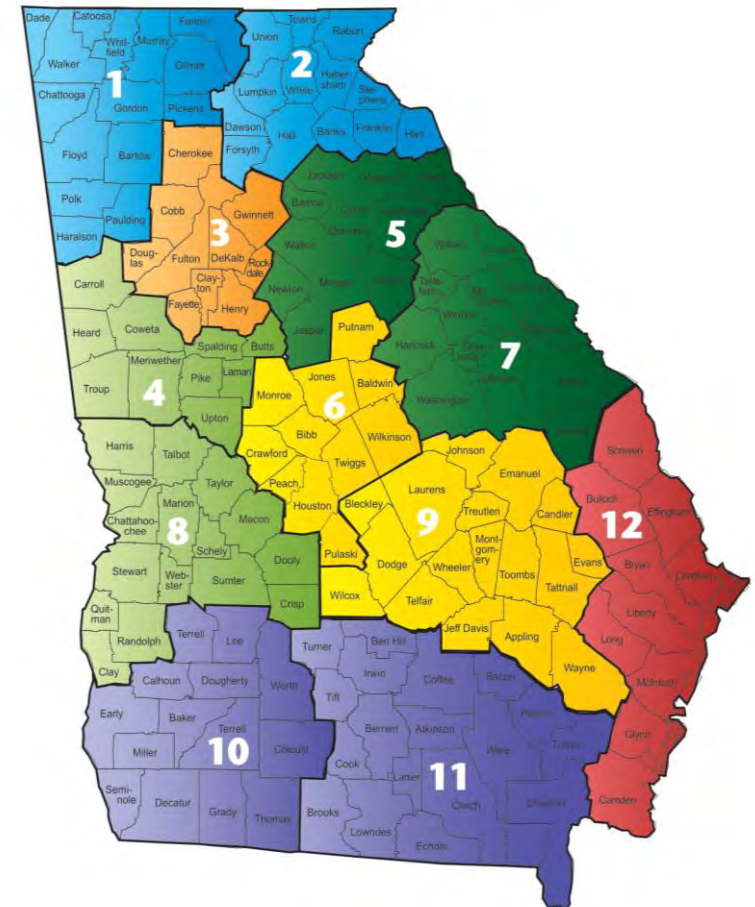 Dade
Catoosa
Whit-
field
Murray
Fannin
Walker
Gilmer
1
Chattooga
Gordon
Pickens
Floyd
Bartow
Polk
Paulding
Haralson
Towns
Union
Rabun
2
Haber-
sham
Lumpkin
White
Ste-
phens
Dawson
Hall
Banks
Franklin
Hart
Forsyth
Cherokee
Cobb
Gwinnett
3
Doug-
las
Fulton
DeKalb
Rock-
dale
Clay-
ton
Fayette
Henry
Carroll
Heard
Coweta
Spalding
Butts
Meriwether
Troup
4
Pike
Lamar
Upton
Jackson
Barrow
5
Walton
Newton
Morgan
Jasper
Putnam
Jones
Baldwin
Monroe
6
Bibb
Wilkinson
Crawford
Twiggs
Peach
Houston
Pulaski
Wilkes
Talia-
ferro
Warren
Hancock
7
Washington
Harris
Talbot
Muscogee
Taylor
Marion
Macon
Chattahoo-
chee
8
Schely
Dooly
Stewart
Web-
ster
Sumter
Crisp
Quit-
man
Randolph
Clay
Johnson
Emanuel
Bleckley
Laurens
Treutlen
Candler
9
Dodge
Wheeler
Mont-
gom-
ery
Toombs
Evans
Tattnall
Wilcox
Telfair
Jeff Davis
Appling
Wayne
Terrell
Lee
Calhoun
Dougherty
Worth
Early
Baker
Terrell
Miller
10
Colquitt
Semi-
nole
Decatur
Grady
Thomas
Turner
Ben Hill
Irwin
Coffee
Bacon
Tift
Berrien
Atkinson
Ware
Cook
Lanier
11
Clinch
Brooks
Lowndes
Echols
Charlton
Screven
Bulloch
12
Effingham
Bryan
Chatham
Liberty
Long
McIntosh
Glynn
Camden